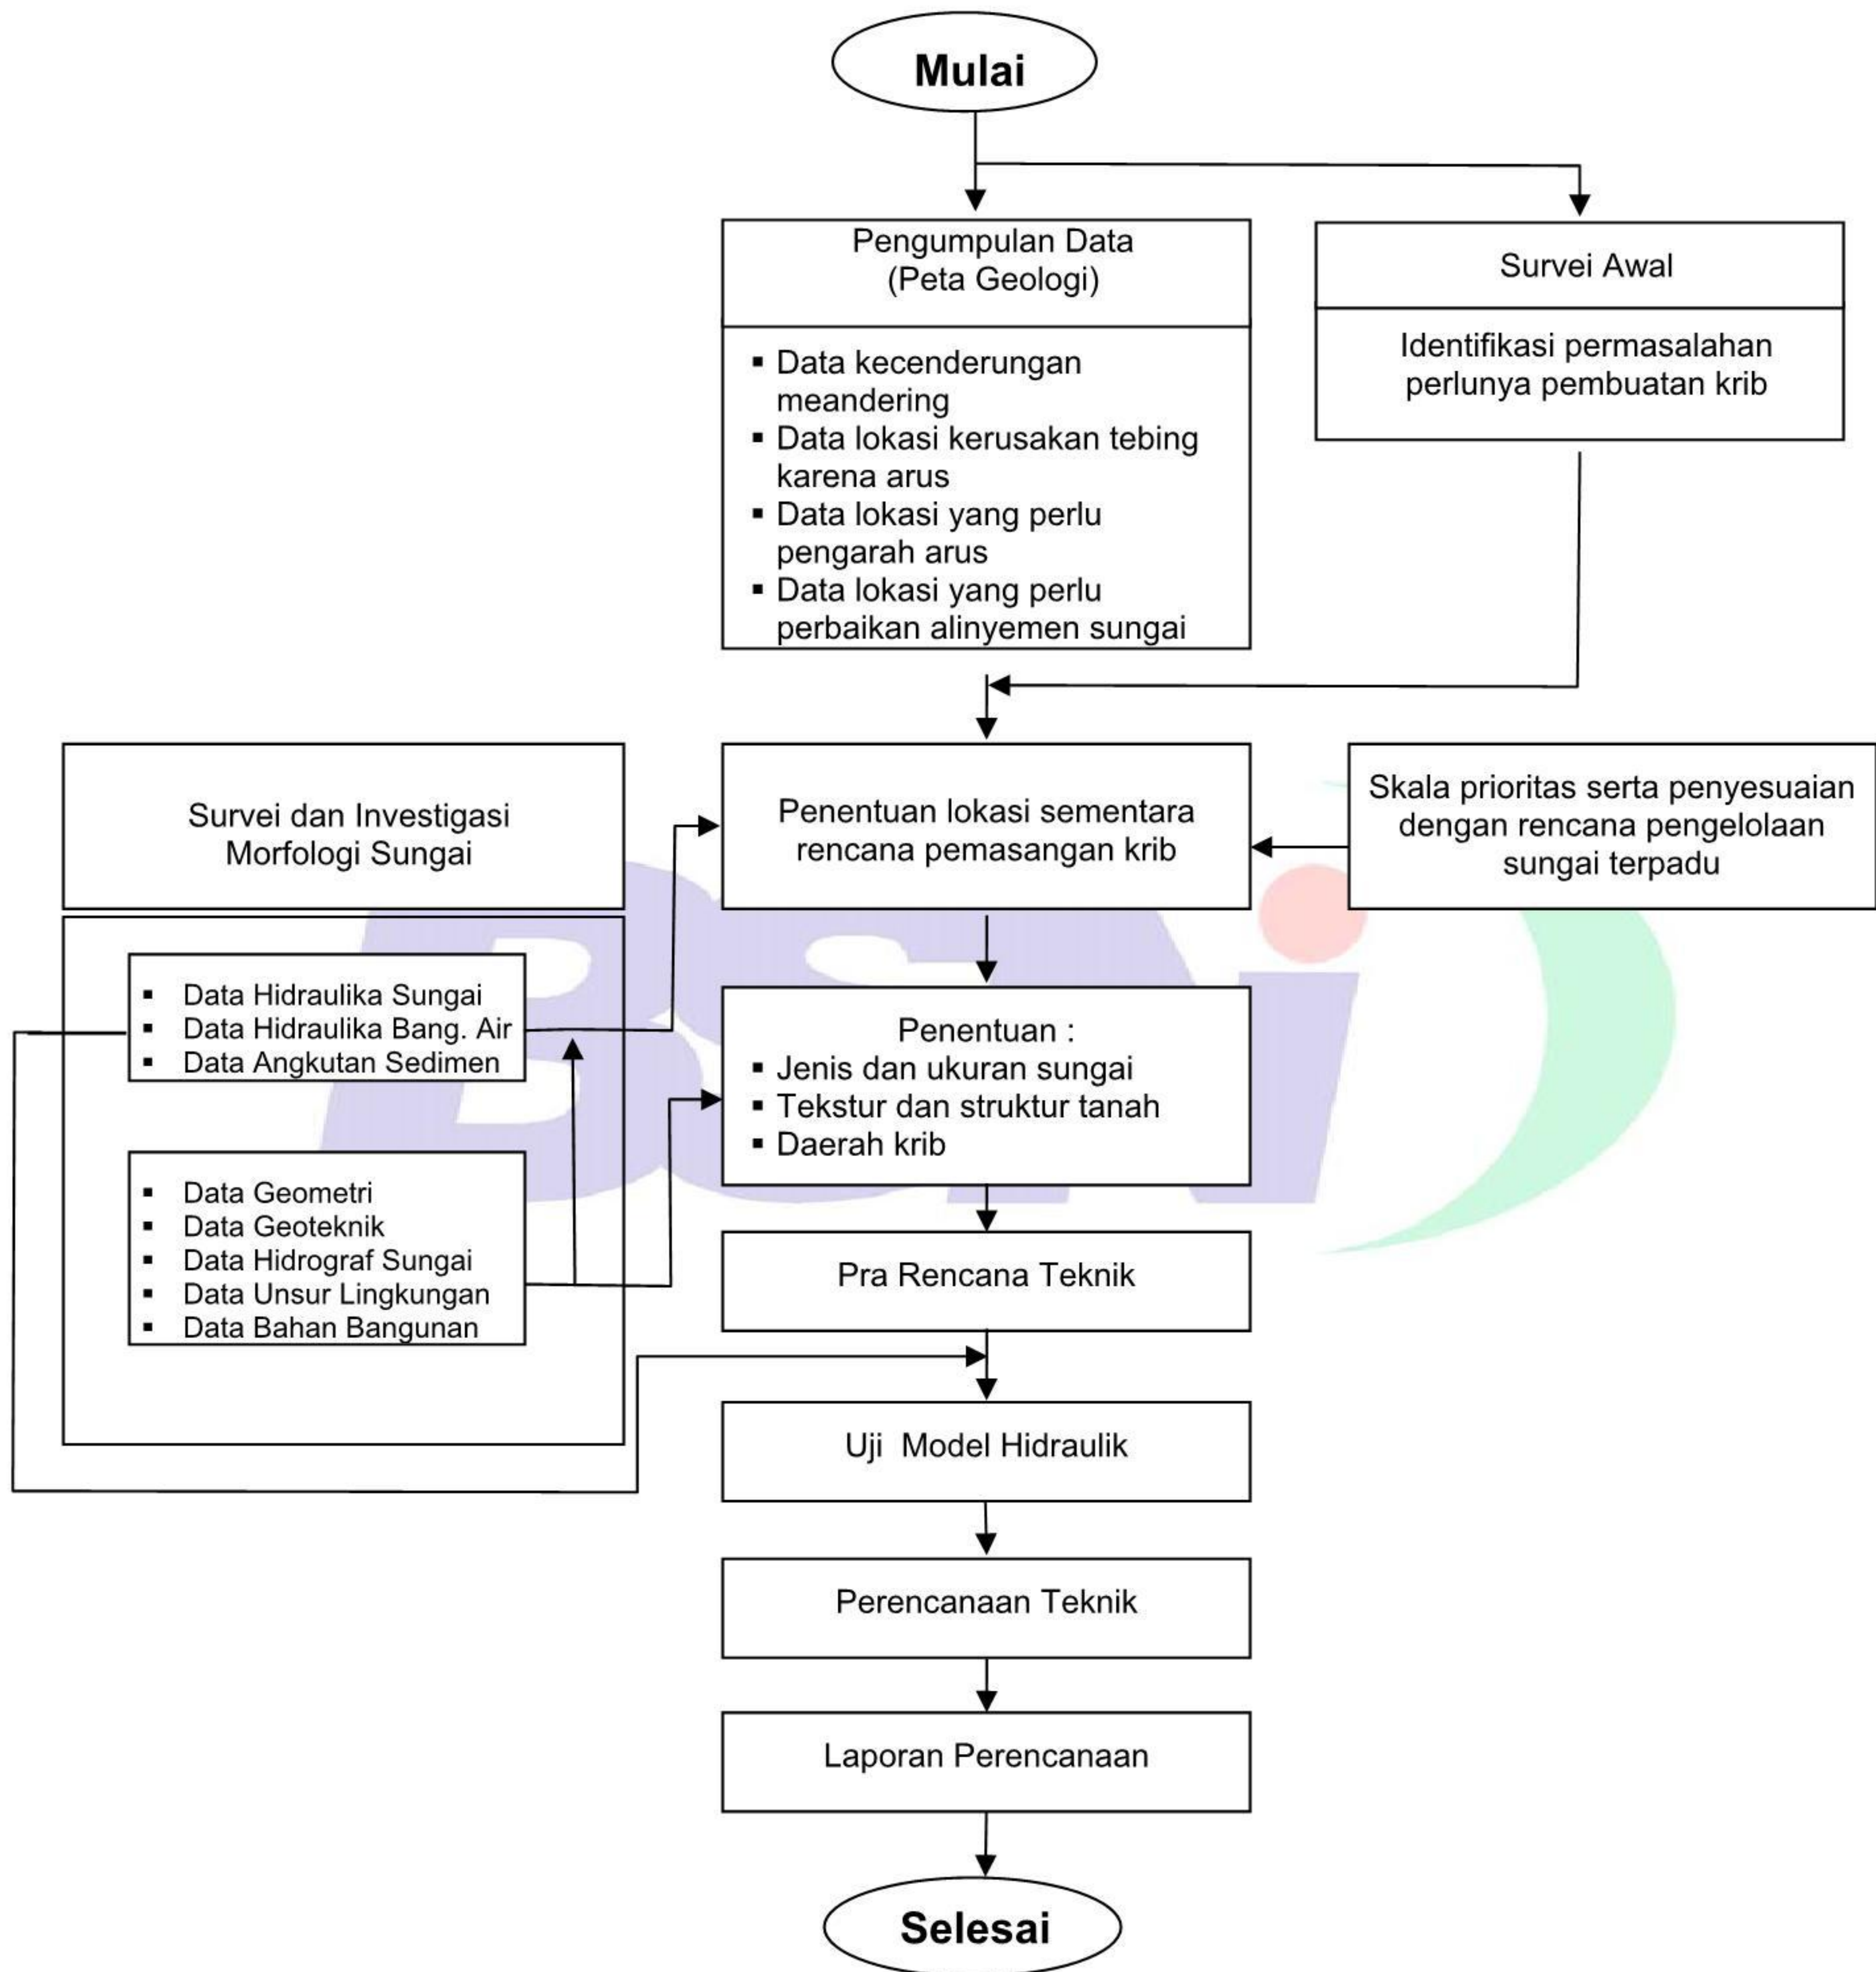 Mulai
Pengumpulan Data
(Peta Geologi)
▪ Data kecenderungan
meandering
▪ Data lokasi kerusakan tebing
karena arus
▪ Data lokasi yang perlu
pengarah arus
▪ Data lokasi yang perlu
perbaikan alinyemen sungai
Survei Awal
Identifikasi permasalahan
perlunya pembuatan krib
Survei dan Investigasi
Morfologi Sungai
▪ Data Hidraulika Sungai
▪ Data Hidraulika Bang. Air
▪ Data Angkutan Sedimen
▪ Data Geometri
▪ Data Geoteknik
▪ Data Hidrograf Sungai
▪ Data Unsur Lingkungan
▪ Data Bahan Bangunan
Penentuan lokasi sementara
rencana pemasangan krib
Skala prioritas serta penyesuaian
dengan rencana pengelolaan
sungai terpadu
Penentuan :
▪ Jenis dan ukuran sungai
▪ Tekstur dan struktur tanah
▪ Daerah krib
Pra Rencana Teknik
Uji Model Hidraulik
Perencanaan Teknik
Laporan Perencanaan
Selesai
BSNi